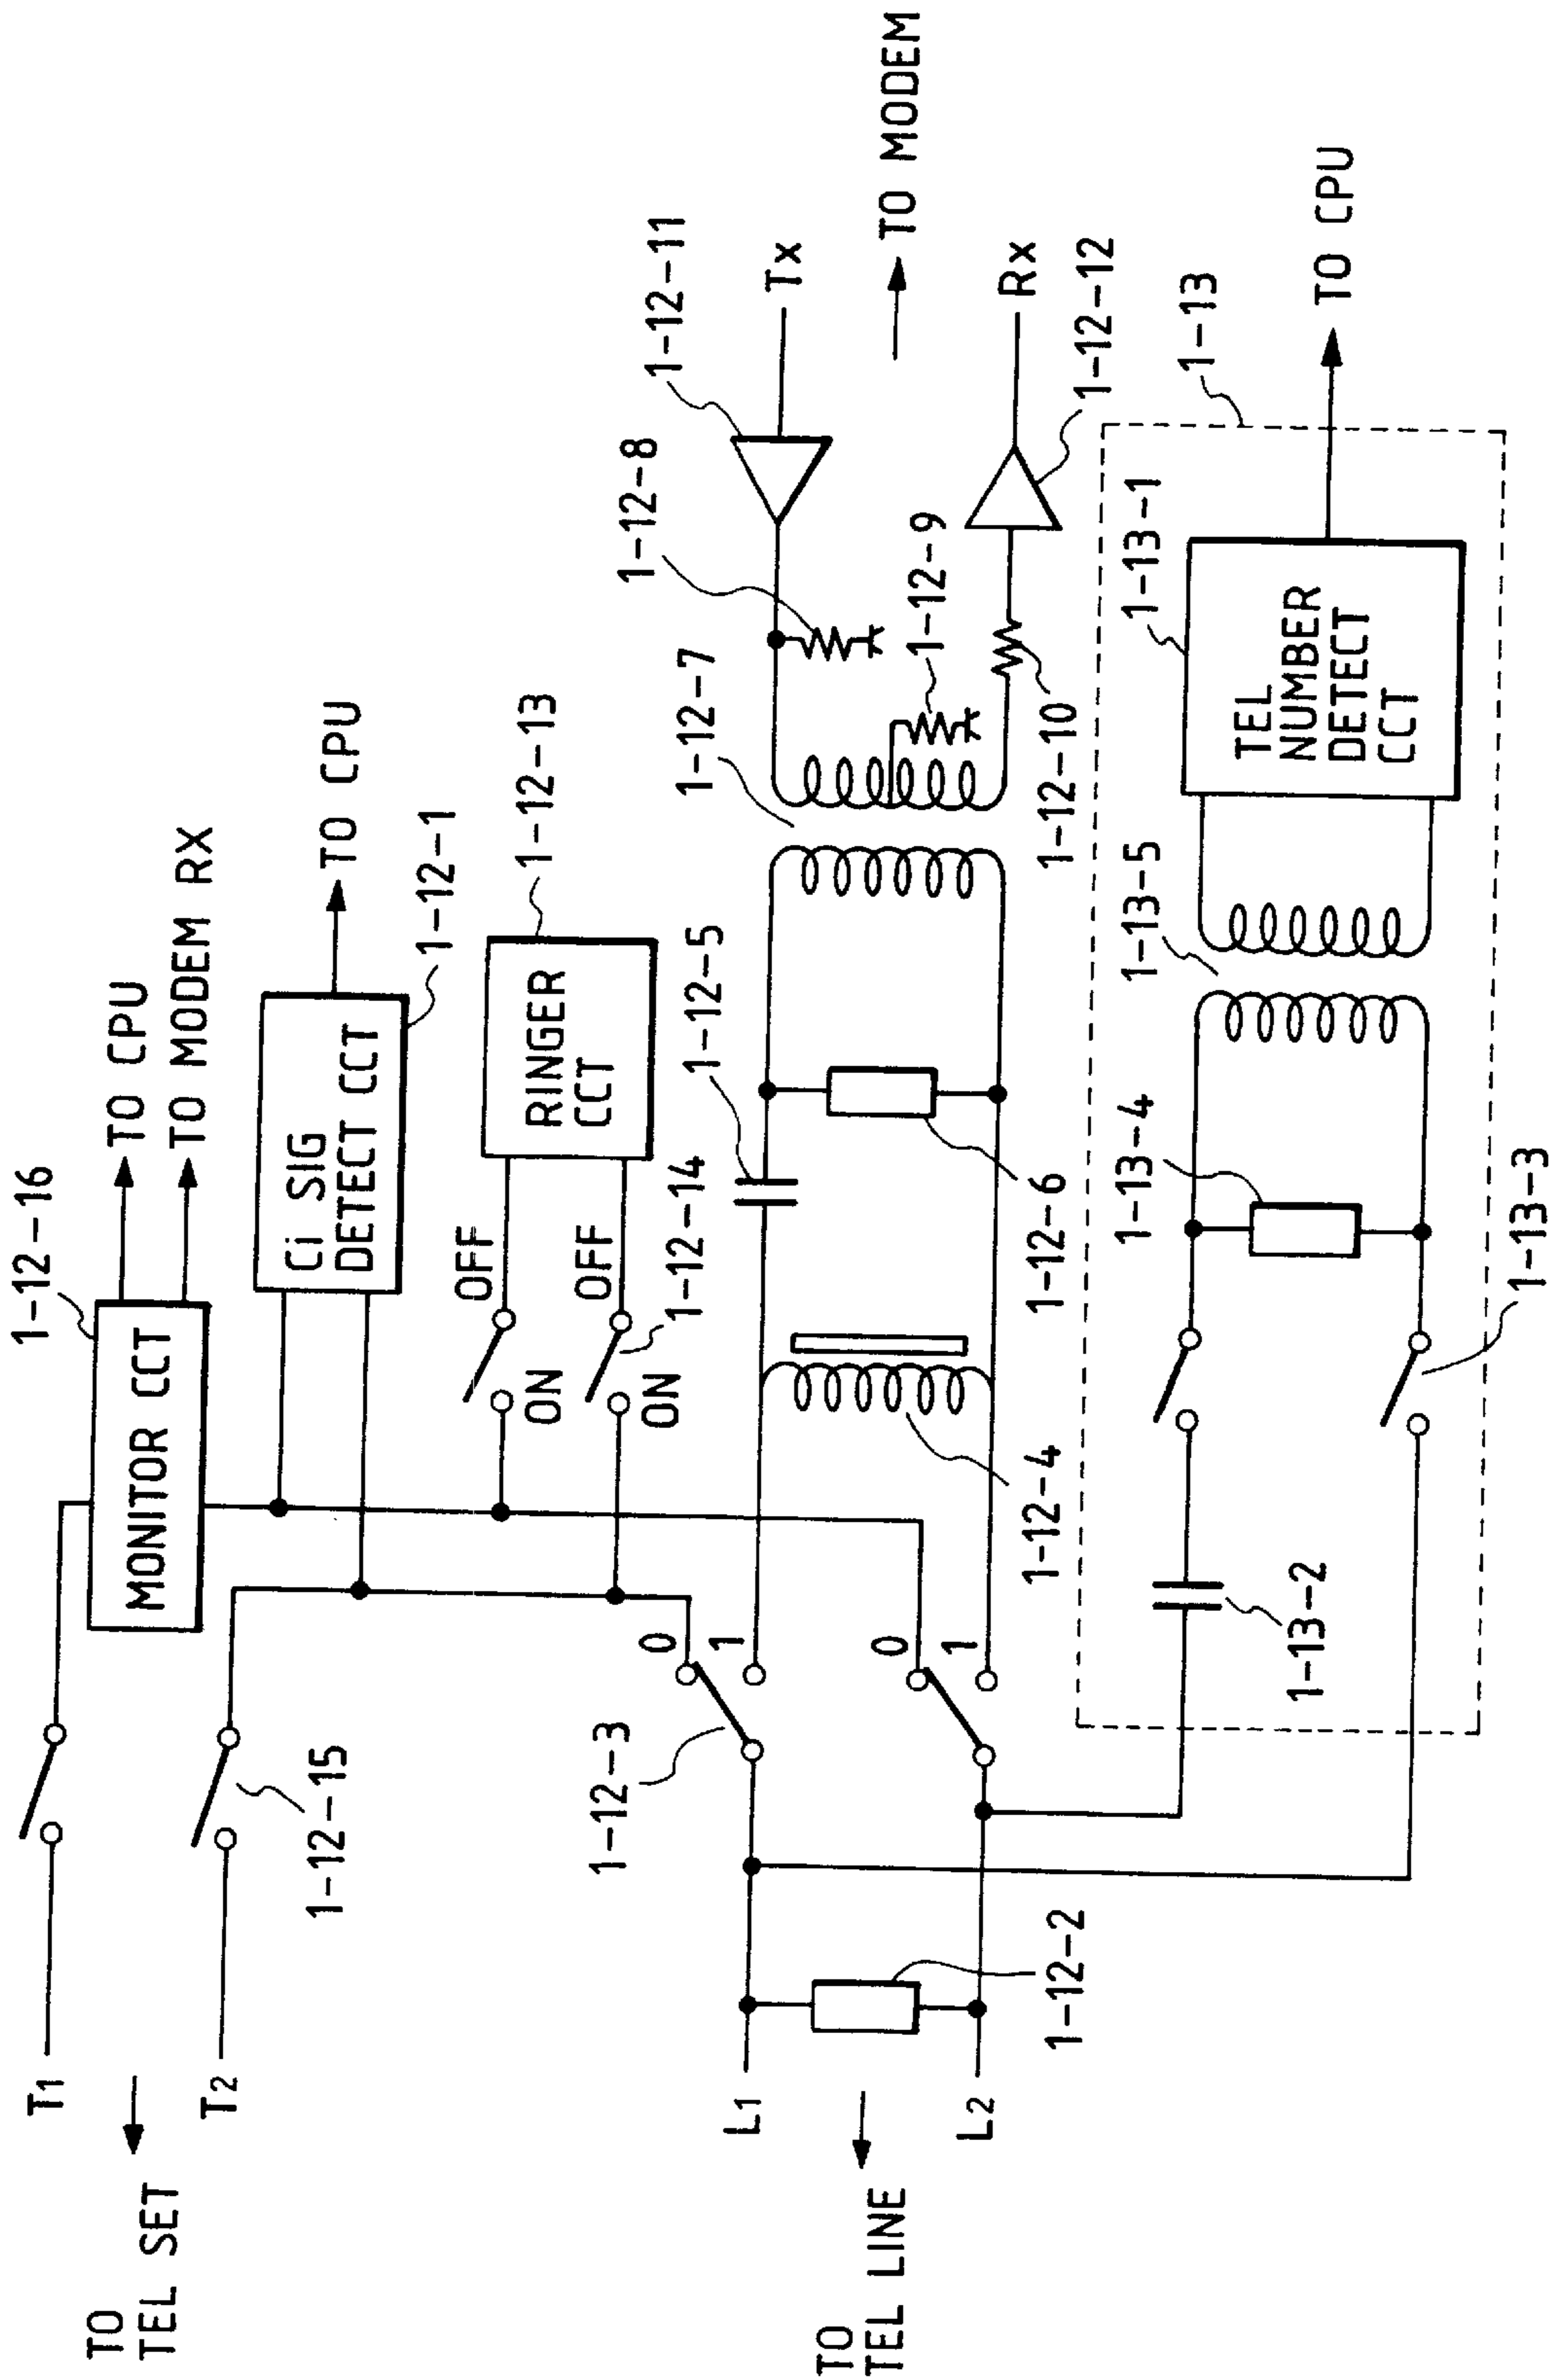 1-12-16
TO CPU
TO MODEM RX
MONITOR CCT
Ci SIG
DETECT CCT
TO CPU
1-12-1
T1
T2
TO
TEL SET
1-12-15
OFF
ON
OFF
ON
1-12-14
RINGER
CCT
1-12-13
1-12-3
0
1
0
1
1-12-4
1-12-5
1-12-6
1-12-7
1-12-8
1-12-9
1-12-10
1-12-11
Tx
TO MODEM
Rx
1-12-12
L1
L2
TO
TEL LINE
1-12-2
1-13
1-13-1
TEL
NUMBER
DETECT
CCT
TO CPU
1-13-5
1-13-4
1-13-3
1-13-2